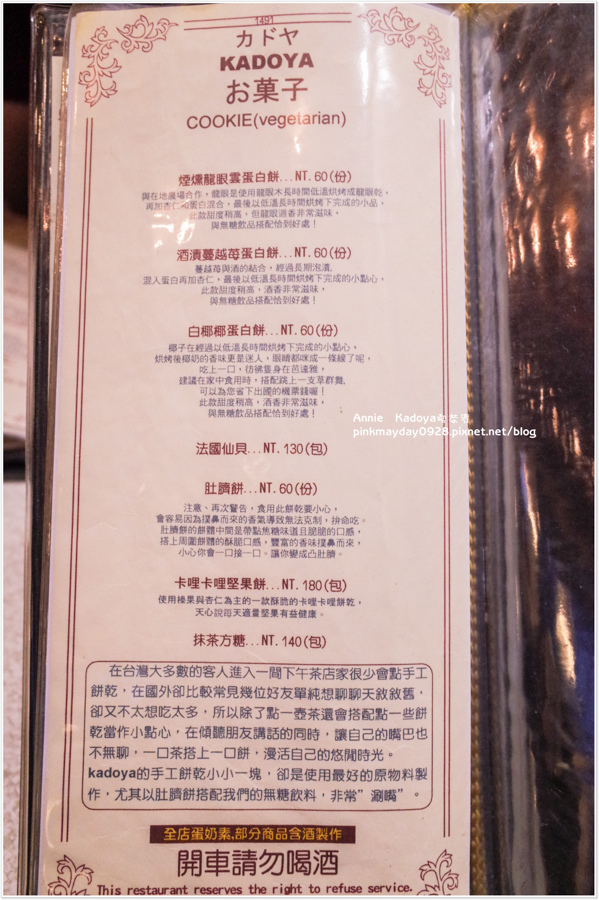 カドヤ
KADOYA
お菓子
COOKIE(vegetarian)
煙燻龍眼雲蛋白餅...NT. 60(份)
與在地農場合作，龍眼是使用龍眼木長時間低溫烘烤成龍眼乾，
再加杏仁和蛋白混合，最後以低溫長時間烘烤下完成的小品，
此款甜度稍高，但龍眼酒香非常滋味，
與無糖飲品搭配恰到好處！
酒漬蔓越莓蛋白餅...NT. 60(份)
蔓越莓與酒的結合，經過長期泡漬，
混入蛋白再加杏仁，最後以低溫長時間烘烤下完成的小點心，
此款甜度稍高，酒香非常滋味，
與無糖飲品搭配恰到好處！
白椰椰蛋白餅...NT. 60(份)
椰子在經過以低溫長時間烘烤下完成的小點心，
烘烤後椰奶的香味更是迷人，眼睛都咪成一條線了呢，
吃上一口，彷彿隻身在芭達雅，
建議在家中食用時，搭配跳上一支草群舞，
可以為您省下出國的機票錢喔！
此款甜度稍高，酒香非常滋味，
與無糖飲品搭配恰到好處！
Annie Kadoya
pinkmayday0928.pixnet.net/blog
法國仙貝...NT. 130(包)
肚臍餅...NT. 60(份)
注意、再次警告，食用此餅乾要小心，
會容易因為撲鼻而來的香氣導致無法克制，拚命吃。
肚臍餅的餅體中間是帶點焦糖味道且脆脆的口感，
搭上周圍餅體的酥脆口感，豐富的香味撲鼻而來，
小心你會一口接一口。讓你變成凸肚臍。
卡哩卡哩堅果餅...NT. 180(包)
使用榛果與杏仁為主的一款酥脆的卡哩卡哩餅乾，
天心說每天適量堅果有益健康。
抹茶方糖...NT. 140(包)
在台灣大多數的客人進入一間下午茶店家很少會點手工
餅乾，在國外卻比較常見幾位好友單純想聊聊天敘敘舊，
卻又不太想吃太多，所以除了點一壺茶還會搭配點一些餅
乾當作小點心，在傾聽朋友講話的同時，讓自己的嘴巴也
不無聊，一口茶搭上一口餅，漫活自己的悠閒時光。
kadoya的手工餅乾小小一塊，卻是使用最好的原物料製
作，尤其以肚臍餅搭配我們的無糖飲料，非常”涮嘴”。
全店蛋奶素,部分商品含酒製作
開車請勿喝酒
This restaurant reserves the right to refuse service.